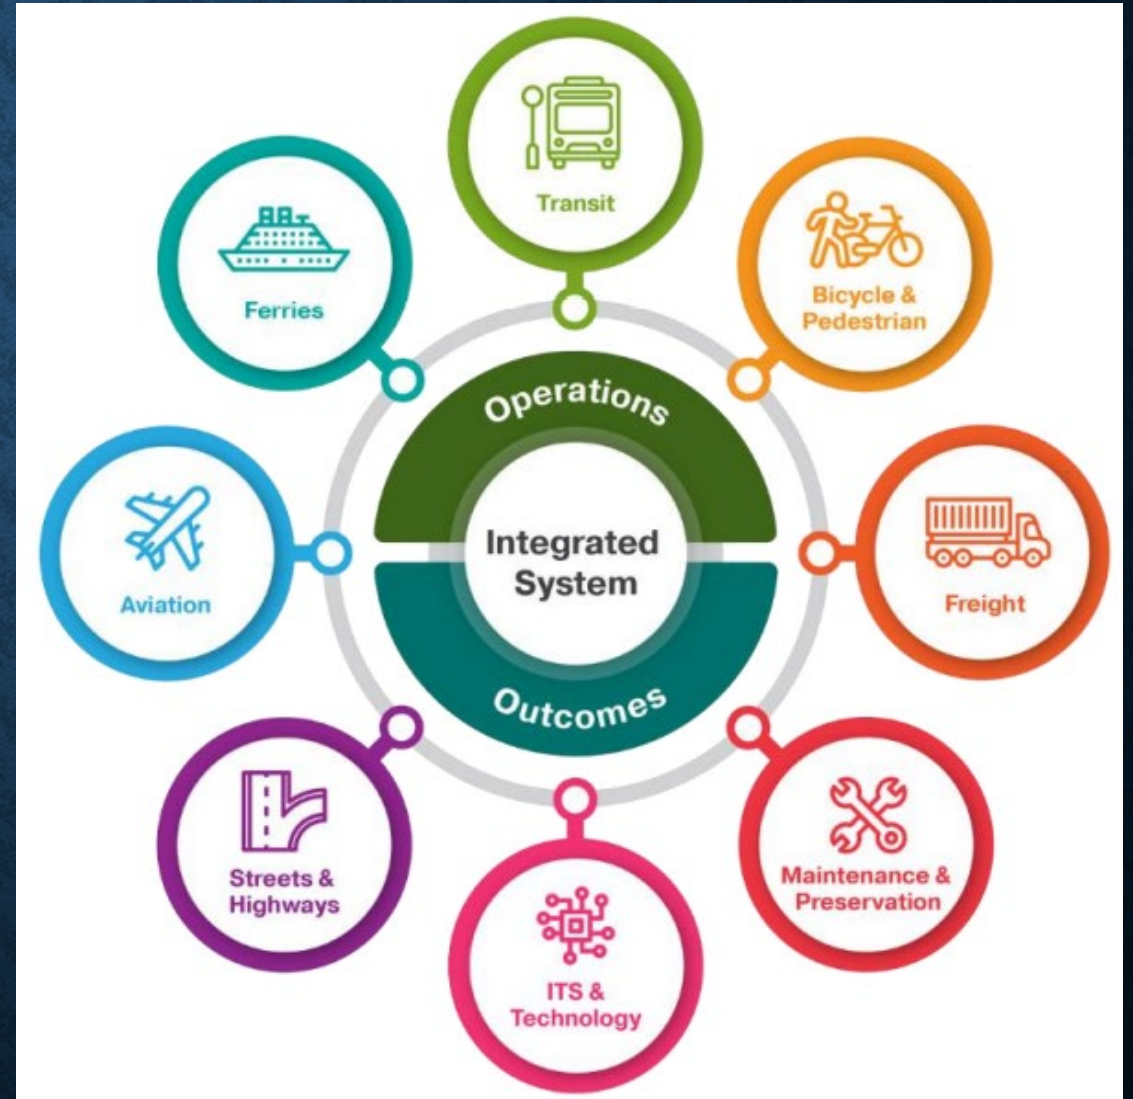 Transit
Bicycle &
Pedestrian
Ferries
Operations
Integrated
System
Aviation
Freight
Outcomes
Streets &
Highways
Maintenance &
Preservation
ITS &
Technology